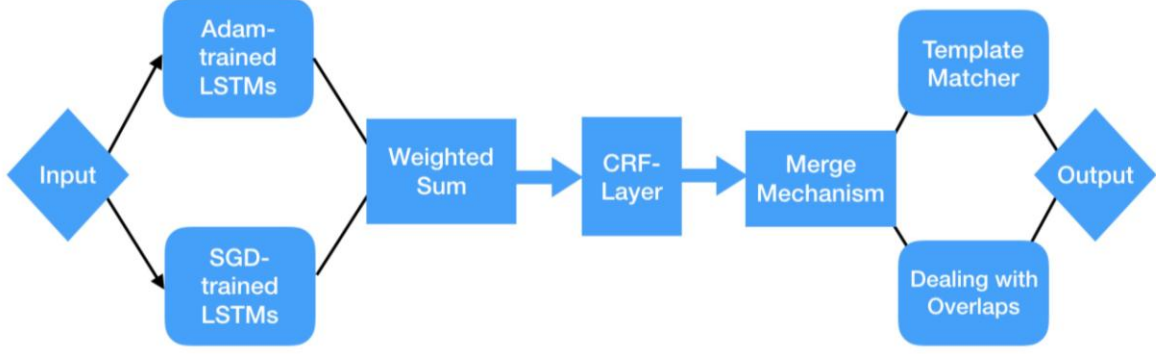 Input
Adam-
trained
LSTMs
SGD-
trained
LSTMs
Weighted
Sum
CRF-
Layer
Merge
Mechanism
Template
Matcher
Dealing with
Overlaps
Output